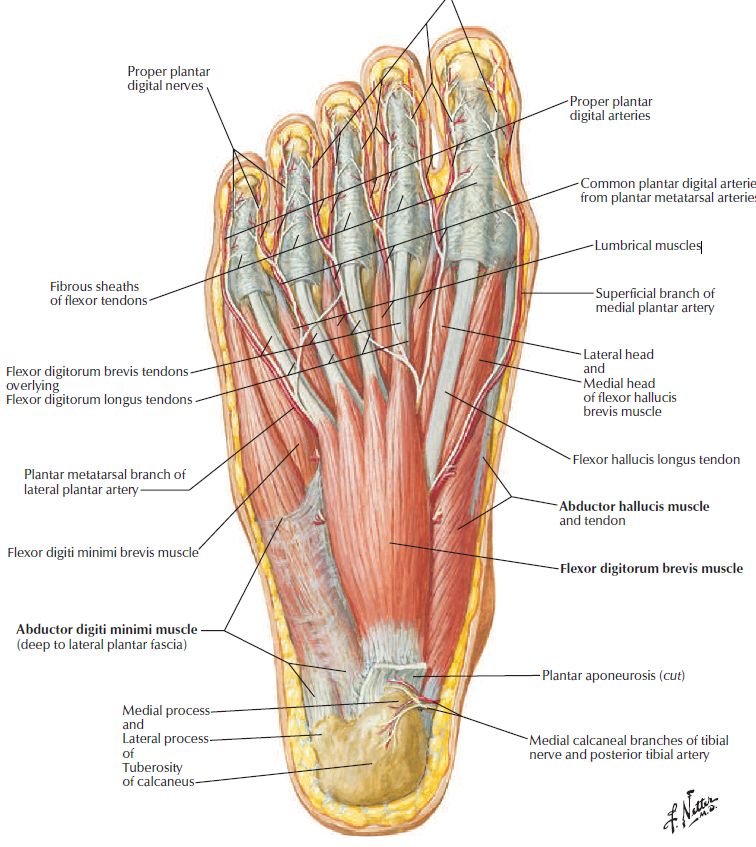 Proper plantar
digital nerves
Proper plantar
digital arteries
Common plantar digital arterie
from plantar metatarsal arterie
Lumbrical muscles
Fibrous sheaths
of flexor tendons
Superficial branch of
medial plantar artery
Flexor digitorum brevis tendons
overlying
Flexor digitorum longus tendons
Lateral head
and
Medial head
of flexor hallucis
brevis muscle
Flexor hallucis longus tendon
Plantar metatarsal branch of
lateral plantar artery
Abductor hallucis muscle
and tendon
Flexor digiti minimi brevis muscle
Flexor digitorum brevis muscle
Abductor digiti minimi muscle
(deep to lateral plantar fascia)
Plantar aponeurosis (cut)
Medial process
and
Lateral process
of
Tuberosity
of calcaneus
Medial calcaneal branches of tibial
nerve and posterior tibial artery
F. Netter
M.D.